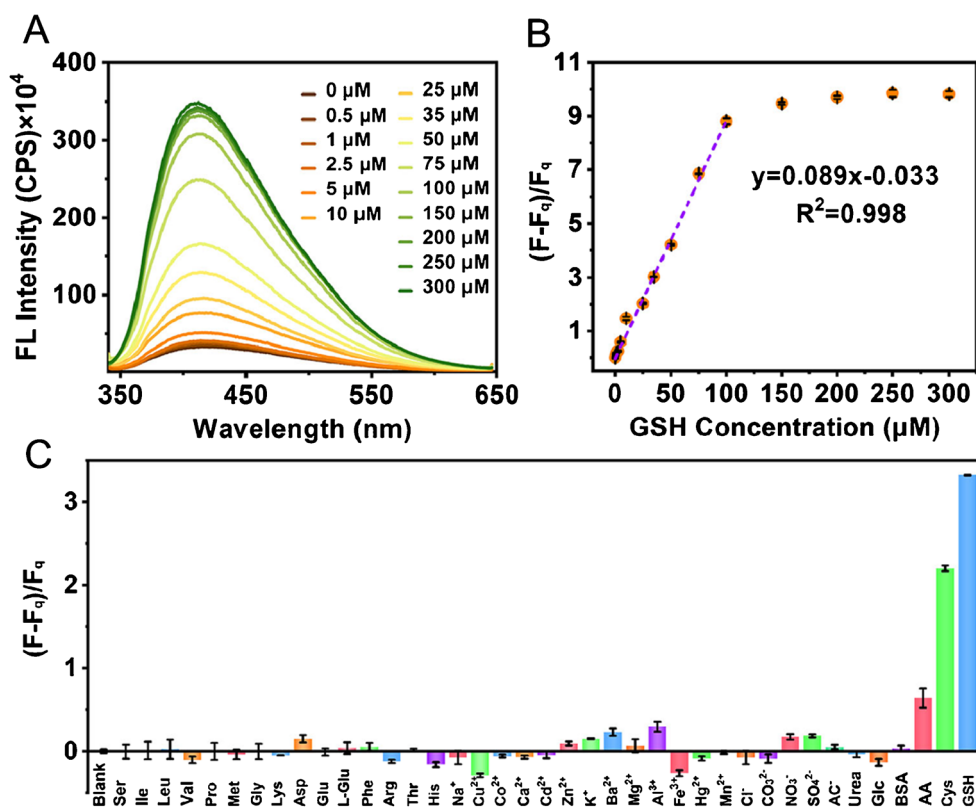 A
FL Intensity (CPS)×10⁴
400
300
200
100
350
450
550
650
Wavelength (nm)
0 µM
0.5 µM
1 µM
2.5 µM
5 µM
10 µM
25 µM
35 µM
50 µM
75 µM
100 µM
150 µM
200 µM
250 µM
300 µM
B
(F-Fq)/Fq
11
9
7
5
3
1
0
50
100
150
200
250
300
GSH Concentration (µM)
y=0.089x-0.033
R²=0.998
C
(F-Fq)/Fq
3
2
1
0
Blank
Ser
Ile
Leu
Val
Pro
Met
Gly
Lys
Asp
Glu
L-Glu
Phe
Arg
Thr
His
Na⁺
Cu²⁺
Co²⁺
Ca²⁺
Cd²⁺
Zn²⁺
K⁺
Ba²⁺
Mg²⁺
Al³⁺
Fe³⁺
Hg²⁺
Mn²⁺
Cl⁻
CO₃²⁻
NO₃⁻
SO4²⁻
AC⁻
Urea
Glc
BSA
AA
Cys
GSH